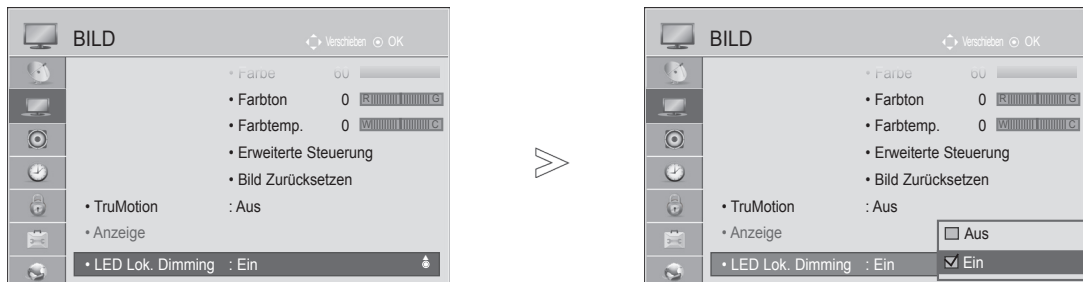 BILD
Verschieben OK
• Farbe 60
• Farbton 0 R G
• Farbtemp. 0 W C
• Erweiterte Steuerung
• Bild Zurücksetzen
• TruMotion : Aus
• Anzeige
• LED Lok. Dimming : Ein
BILD
Verschieben OK
• Farbe 60
• Farbton 0 R G
• Farbtemp. 0 W C
• Erweiterte Steuerung
• Bild Zurücksetzen
• TruMotion : Aus
• Anzeige
Aus
• LED Lok. Dimming : Ein
Ein